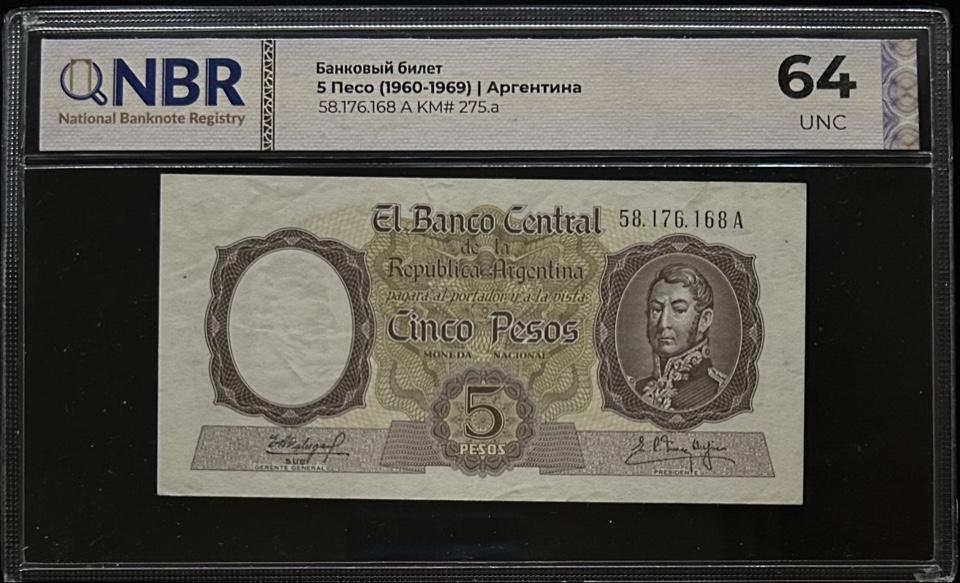 NBR
National Banknote Registry
Банковый билет
5 Песо (1960-1969) | Аргентина
58.176.168 A KM# 275.a
64
UNC
El Banco Central
58.176.168 A
de la
Republica Argentina
pagará al portador y a la vista
Cinco Pesos
MONEDA NACIONAL
5
PESOS
SUB
GERENTE GENERAL
PRESIDENTE